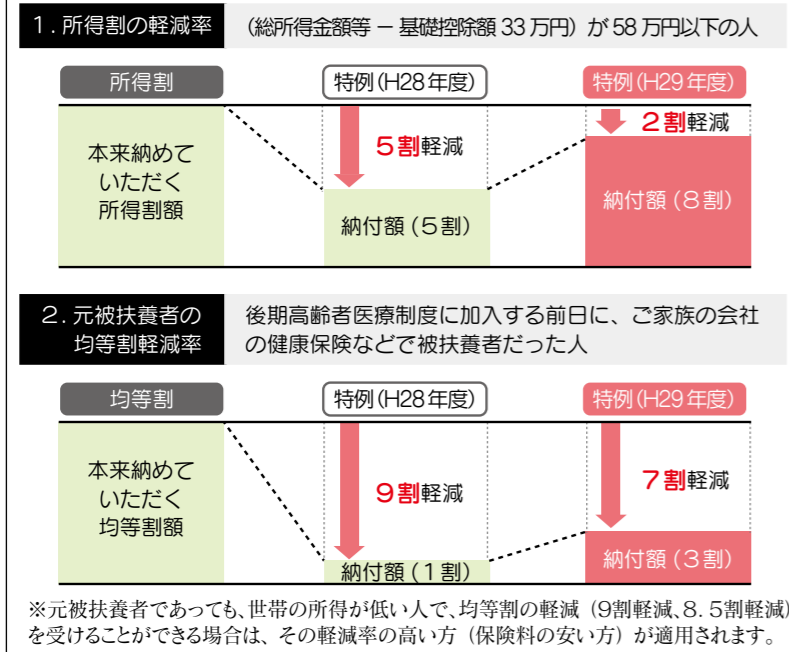 1.所得割の軽減率
(総所得金額等 − 基礎控除額 33 万円)が 58 万円以下の人
所得割
特例(H28年度)
特例(H29年度)
本来納めて
いただく
所得割額
5割軽減
納付額(5割)
2割軽減
納付額(8割)
2.元被扶養者の
均等割軽減率
後期高齢者医療制度に加入する前日に、ご家族の会社
の健康保険などで被扶養者だった人
均等割
特例(H28年度)
特例(H29年度)
本来納めて
いただく
均等割額
9割軽減
納付額(1割)
7割軽減
納付額(3割)
※元被扶養者であっても、世帯の所得が低い人で、均等割の軽減(9割軽減、8.5割軽減)
を受けることができる場合は、その軽減率の高い方(保険料の安い方)が適用されます。